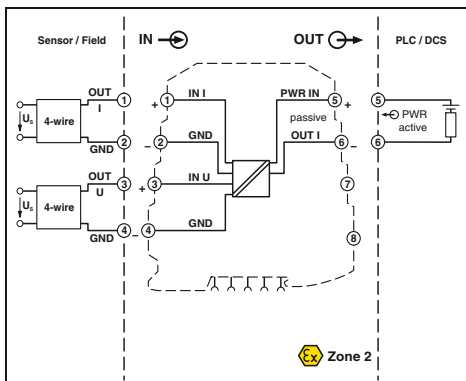 Sensor / Field
IN
OUT
PLC / DCS
OUT
I
1
+
1
IN I
PWR IN
5
+
5
Us
4-wire
passive
PWR
active
GND
2
–
2
GND
OUT I
6
–
6
OUT
U
3
+
3
IN U
7
Us
4-wire
GND
4
–
4
GND
8
Ex Zone 2